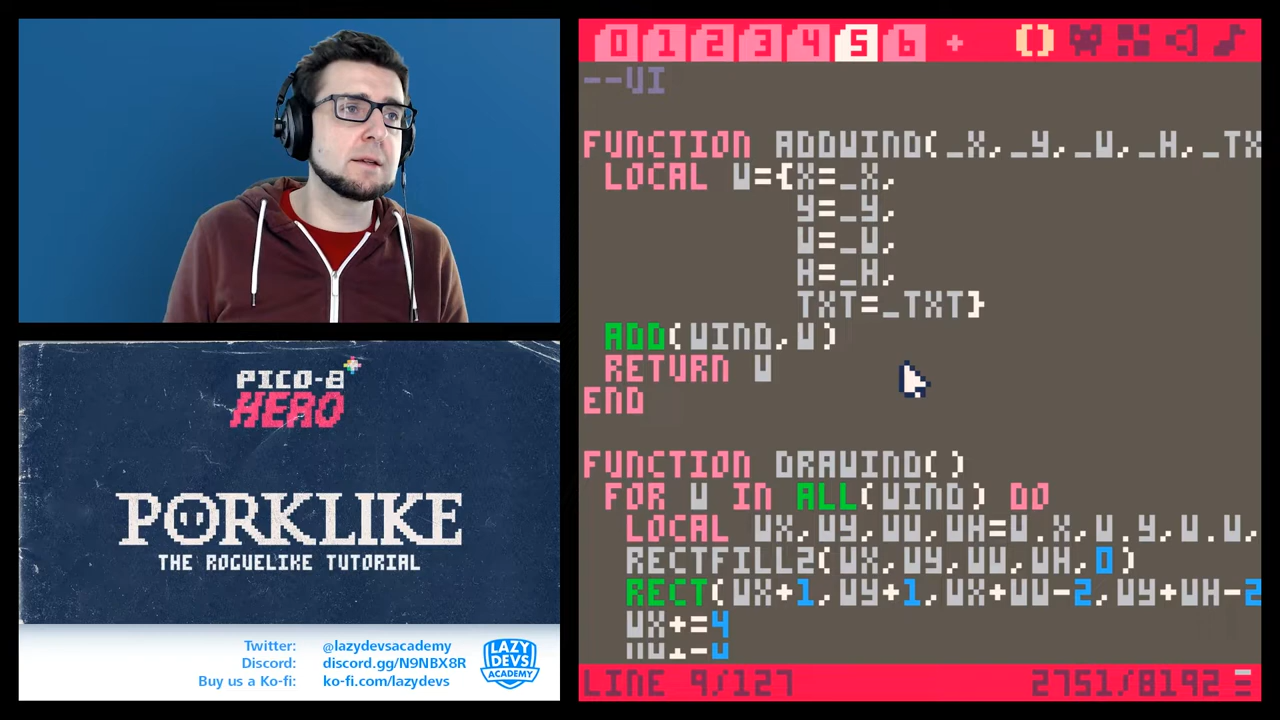 0 1 2 3 4 5 6 +
--UI
FUNCTION ADDWIND(_X,_Y,_W,_H,_TX
LOCAL W={X=_X,
Y=_Y,
W=_W,
H=_H,
TXT=_TXT}
ADD(WIND,W)
RETURN W
END
FUNCTION DRAWIND()
FOR W IN ALL(WIND) DO
LOCAL WX,WY,WW,WH=W.X,W.Y,W.W,
RECTFILL2(WX,WY,WW,WH,0)
RECT(WX+1,WY+1,WX+WW-2,WY+WH-2
WX+=4
LINE 9/127 2751/8192
PICO-8
HERO
PORKLIKE
THE ROGUELIKE TUTORIAL
Twitter: @lazydevsacademy
Discord: discord.gg/N9NBX8R
Buy us a Ko-fi: ko-fi.com/lazydevs
LAZY
DEVS
ACADEMY